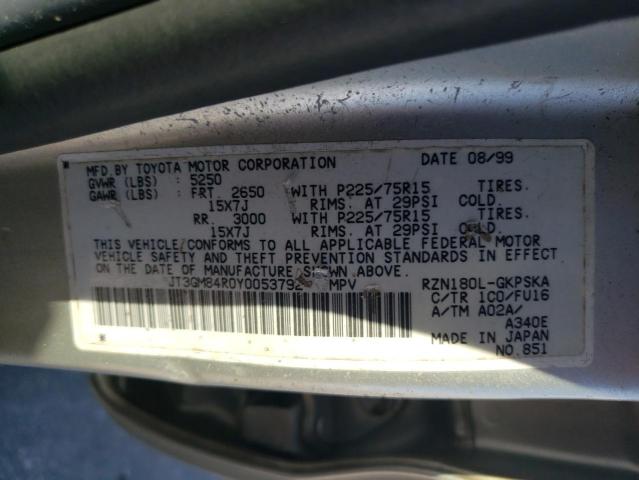 MFD.BY TOYOTA MOTOR CORPORATION DATE 08/99
GVWR (LBS) : 5250
GAWR (LBS) : FRT. 2650 WITH P225/75R15 TIRES.
15X7J RIMS. AT 29PSI COLD.
RR. 3000 WITH P225/75R15 TIRES.
15X7J RIMS. AT 29PSI COLD.
THIS VEHICLE CONFORMS TO ALL APPLICABLE FEDERAL MOTOR
VEHICLE SAFETY AND THEFT PREVENTION STANDARDS IN EFFECT
ON THE DATE OF MANUFACTURE SHOWN ABOVE.
JT3GM84R0Y0053792 MPV RZN180L-GKPSKA
C/TR 1C0/FU16
A/TM A02A/
A340E
MADE IN JAPAN
NO.851